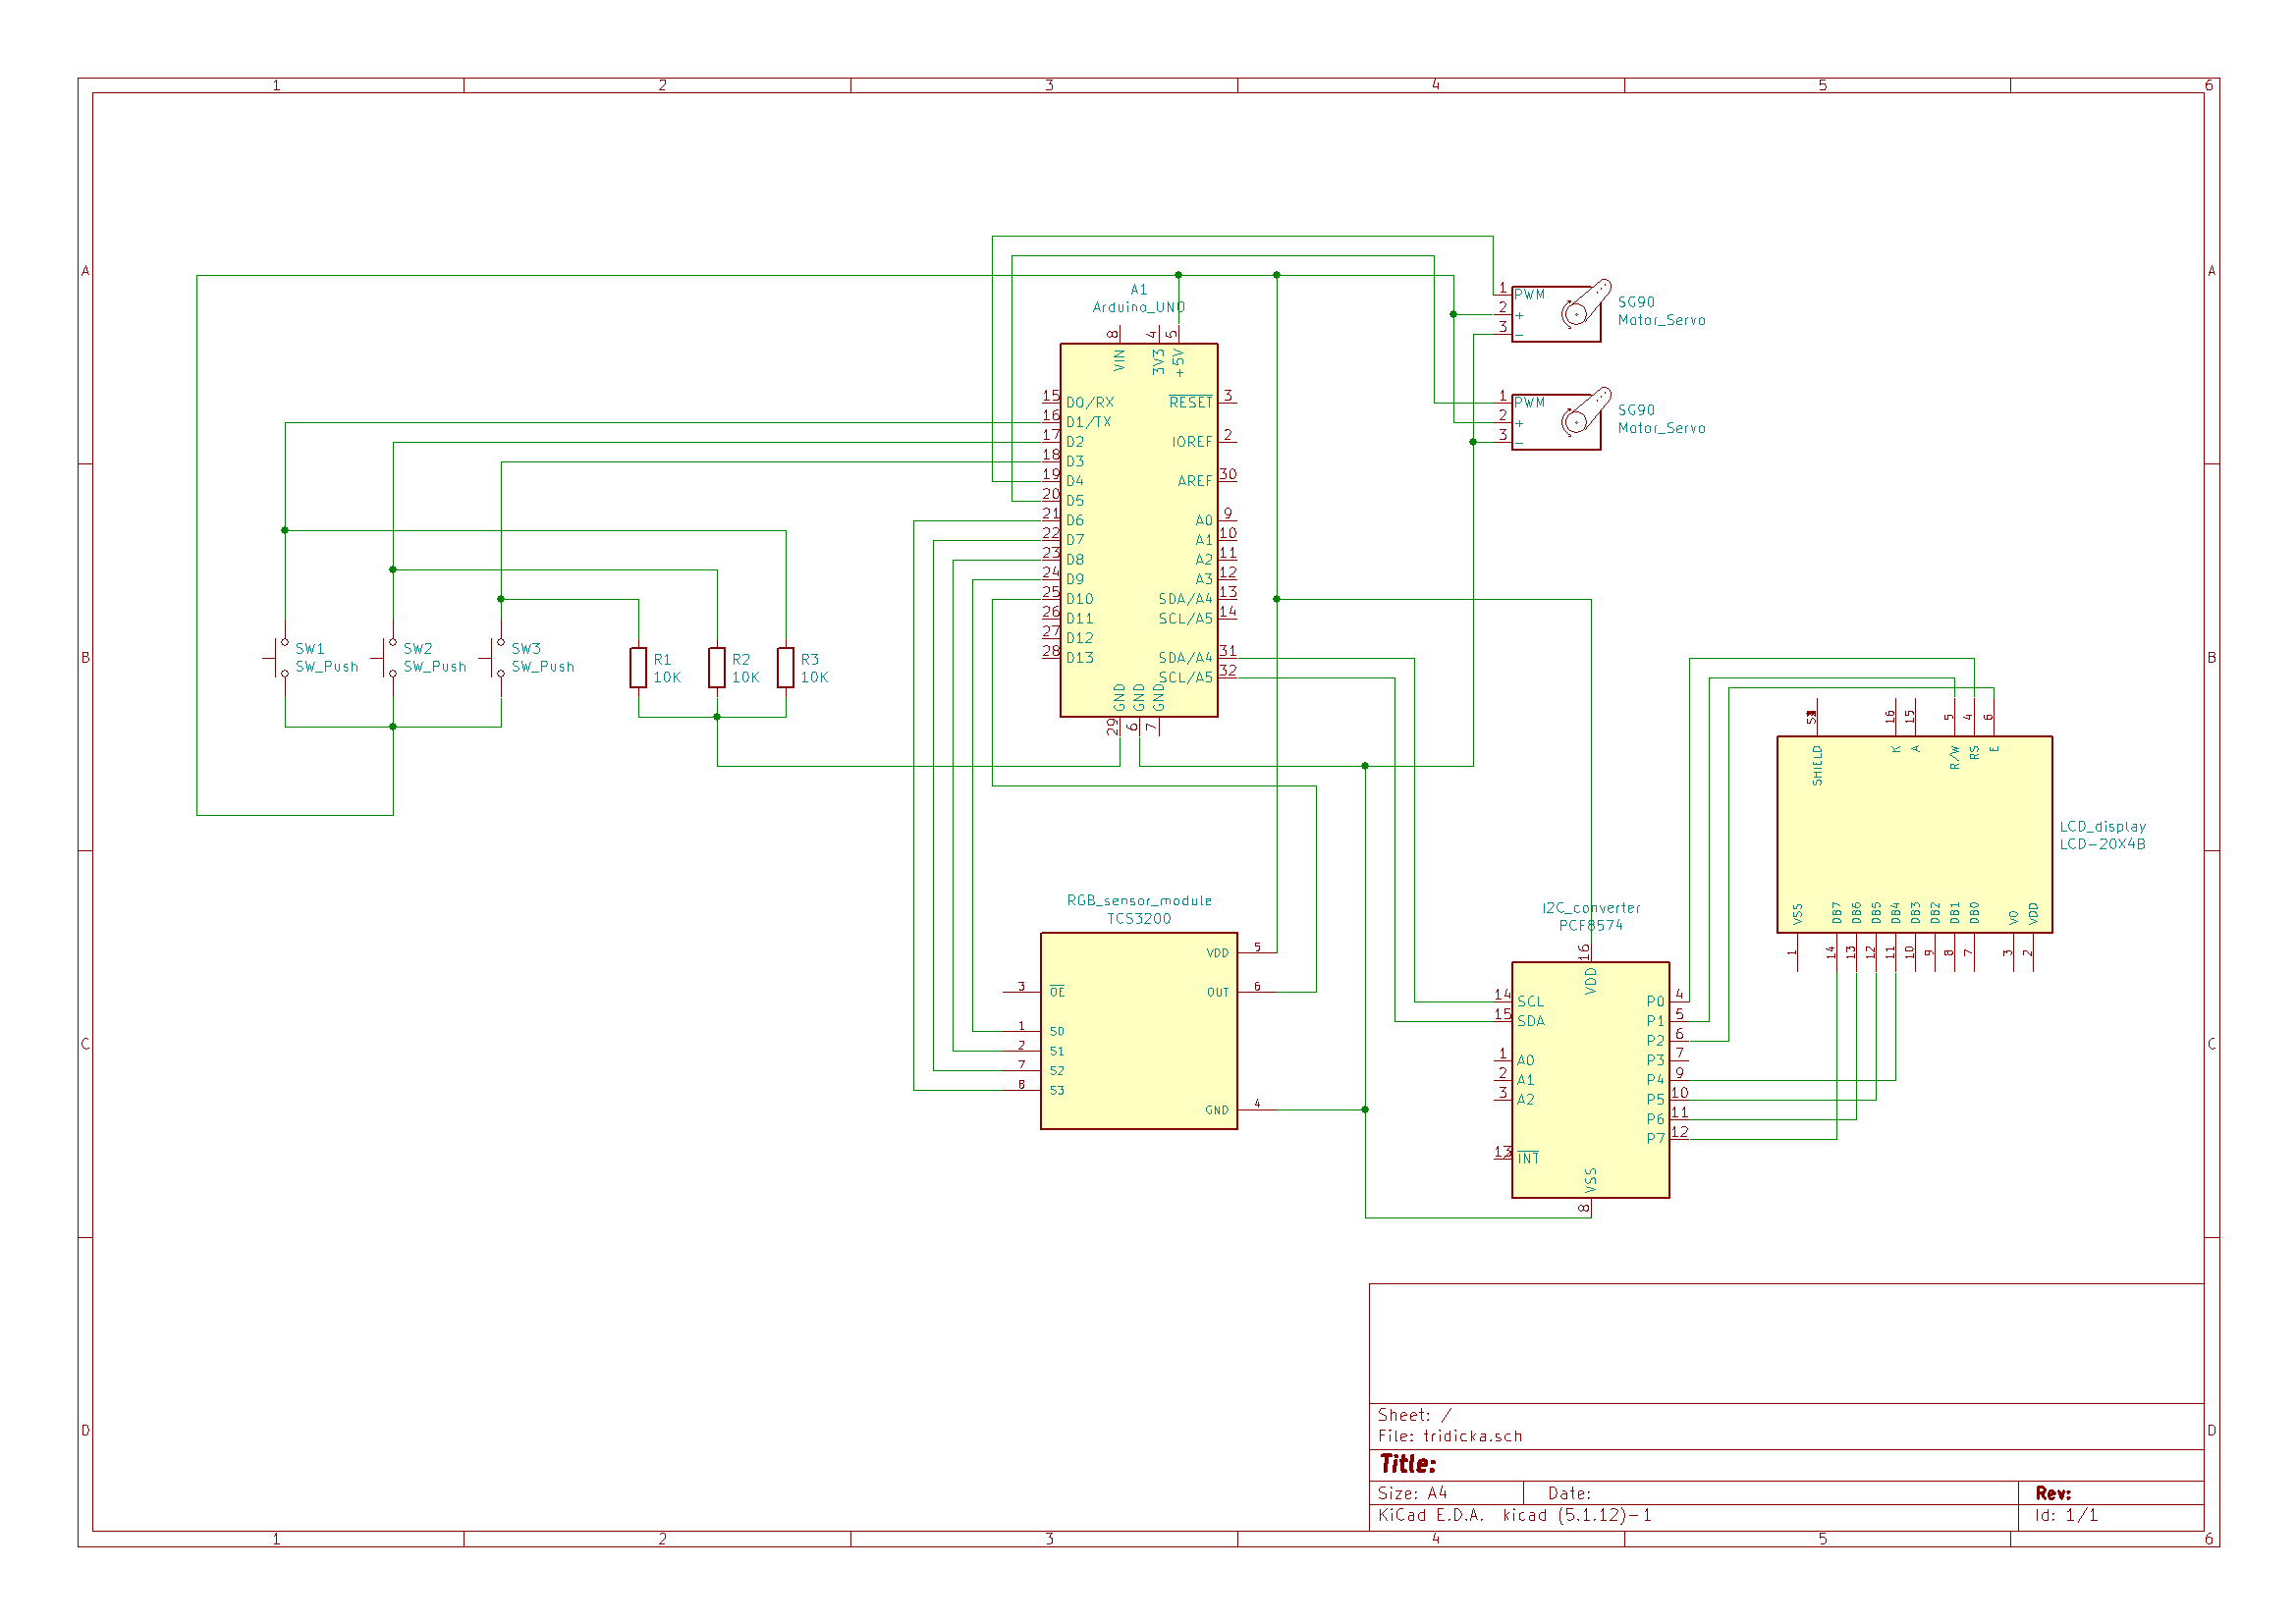 1 2 3 4 5 6
A A
B B
C C
D D
A1
Arduino_UNO
8 4 5
VIN 3V3 +5V
15 D0/RX
16 D1/TX
17 D2
18 D3
19 D4
20 D5
21 D6
22 D7
23 D8
24 D9
25 D10
26 D11
27 D12
28 D13
RESET 3
IOREF 2
AREF 30
A0 9
A1 10
A2 11
A3 12
SDA/A4 13
SCL/A5 14
SDA/A4 31
SCL/A5 32
GND GND GND
29 6 7
1 PWM
2 +
3 −
SG90
Motor_Servo
1 PWM
2 +
3 −
SG90
Motor_Servo
SW1
SW_Push
SW2
SW_Push
SW3
SW_Push
R1
10K
R2
10K
R3
10K
RGB_sensor_module
TCS3200
VDD 5
OUT 6
GND 4
3 OE
1 S0
2 S1
7 S2
8 S3
I2C_converter
PCF8574
16
VDD
14 SCL
15 SDA
1 A0
2 A1
3 A2
13 INT
P0 4
P1 5
P2 6
P3 7
P4 9
P5 10
P6 11
P7 12
VSS
8
16 15 5 4 6
SHIELD K A R/W RS E
LCD_display
LCD-20X4B
VSS DB7 DB6 DB5 DB4 DB3 DB2 DB1 DB0 VO VDD
1 14 13 12 11 10 9 8 7 3 2
Sheet: /
File: tridicka.sch
Title:
Size: A4 Date: Rev:
KiCad E.D.A. kicad (5.1.12)-1 Id: 1/1
1 2 3 4 5 6